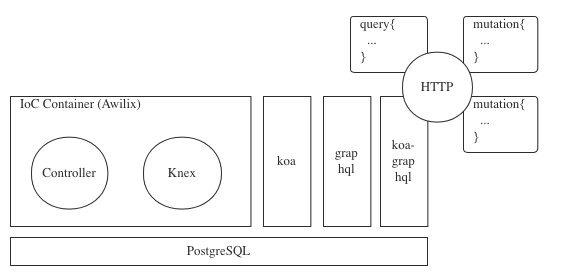 query{
...
}
mutation{
...
}
HTTP
mutation{
...
}
IoC Container (Awilix)
Controller
Knex
koa
grap
hql
koa-
grap
hql
PostgreSQL